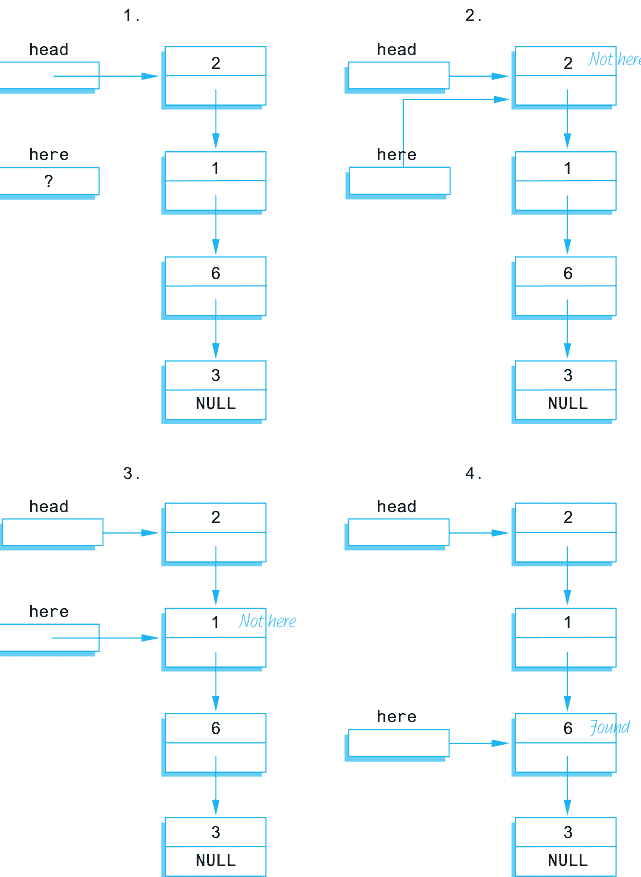 1.
head
2
here
?
1
6
3
NULL
2.
head
2 Not here
here
1
6
3
NULL
3.
head
2
here
1 Not here
6
3
NULL
4.
head
2
1
here
6 Found
3
NULL